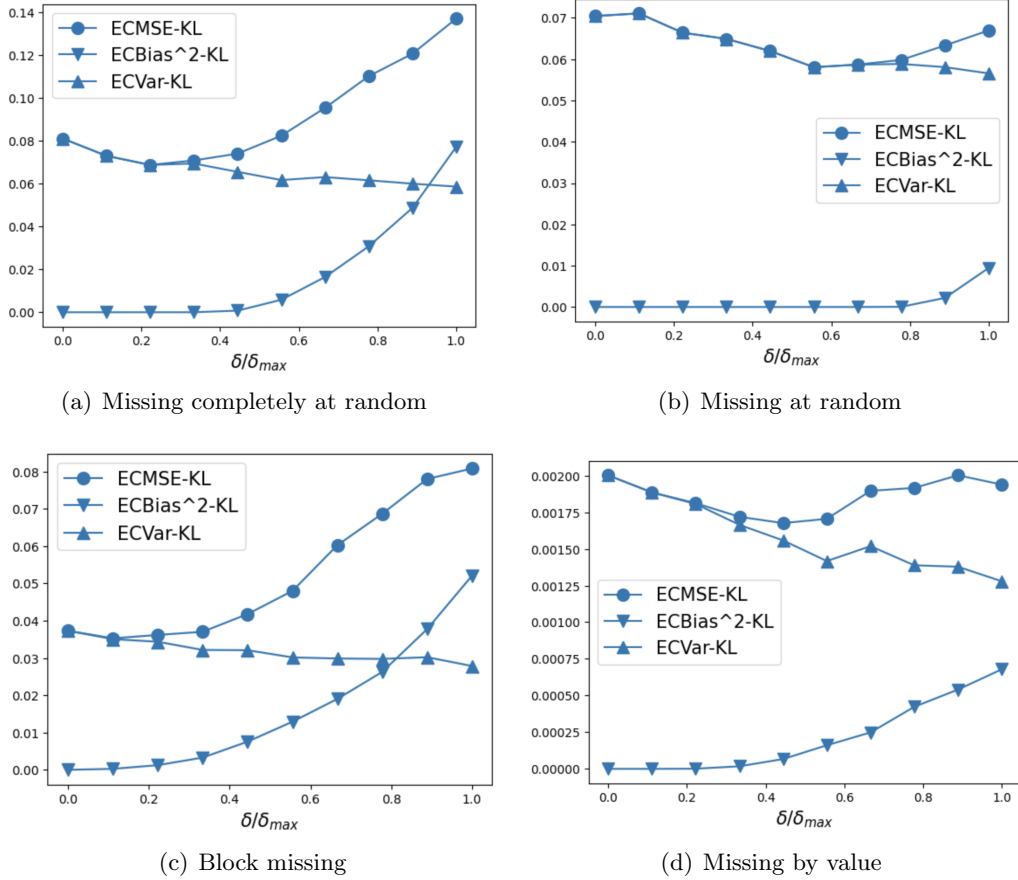 0.14
0.12
0.10
0.08
0.06
0.04
0.02
0.00
ECMSE-KL
ECBias^2-KL
ECVar-KL
0.0 0.2 0.4 0.6 0.8 1.0
δ/δmax
(a) Missing completely at random
0.07
0.06
0.05
0.04
0.03
0.02
0.01
0.00
ECMSE-KL
ECBias^2-KL
ECVar-KL
0.0 0.2 0.4 0.6 0.8 1.0
δ/δmax
(b) Missing at random
0.08
0.07
0.06
0.05
0.04
0.03
0.02
0.01
0.00
ECMSE-KL
ECBias^2-KL
ECVar-KL
0.0 0.2 0.4 0.6 0.8 1.0
δ/δmax
(c) Block missing
0.00200
0.00175
0.00150
0.00125
0.00100
0.00075
0.00050
0.00025
0.00000
ECMSE-KL
ECBias^2-KL
ECVar-KL
0.0 0.2 0.4 0.6 0.8 1.0
δ/δmax
(d) Missing by value